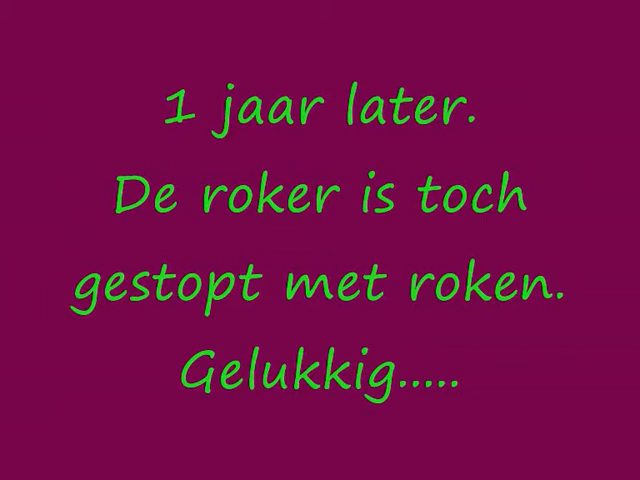 1 jaar later.
De roker is toch
gestopt met roken.
Gelukkig.....